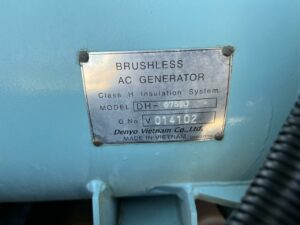 BRUSHLESS
AC GENERATOR
Class H Insulation System
MODEL DH-
G.No V 014102
Denyo Vietnam Co., Ltd.
MADE IN VIETNAM